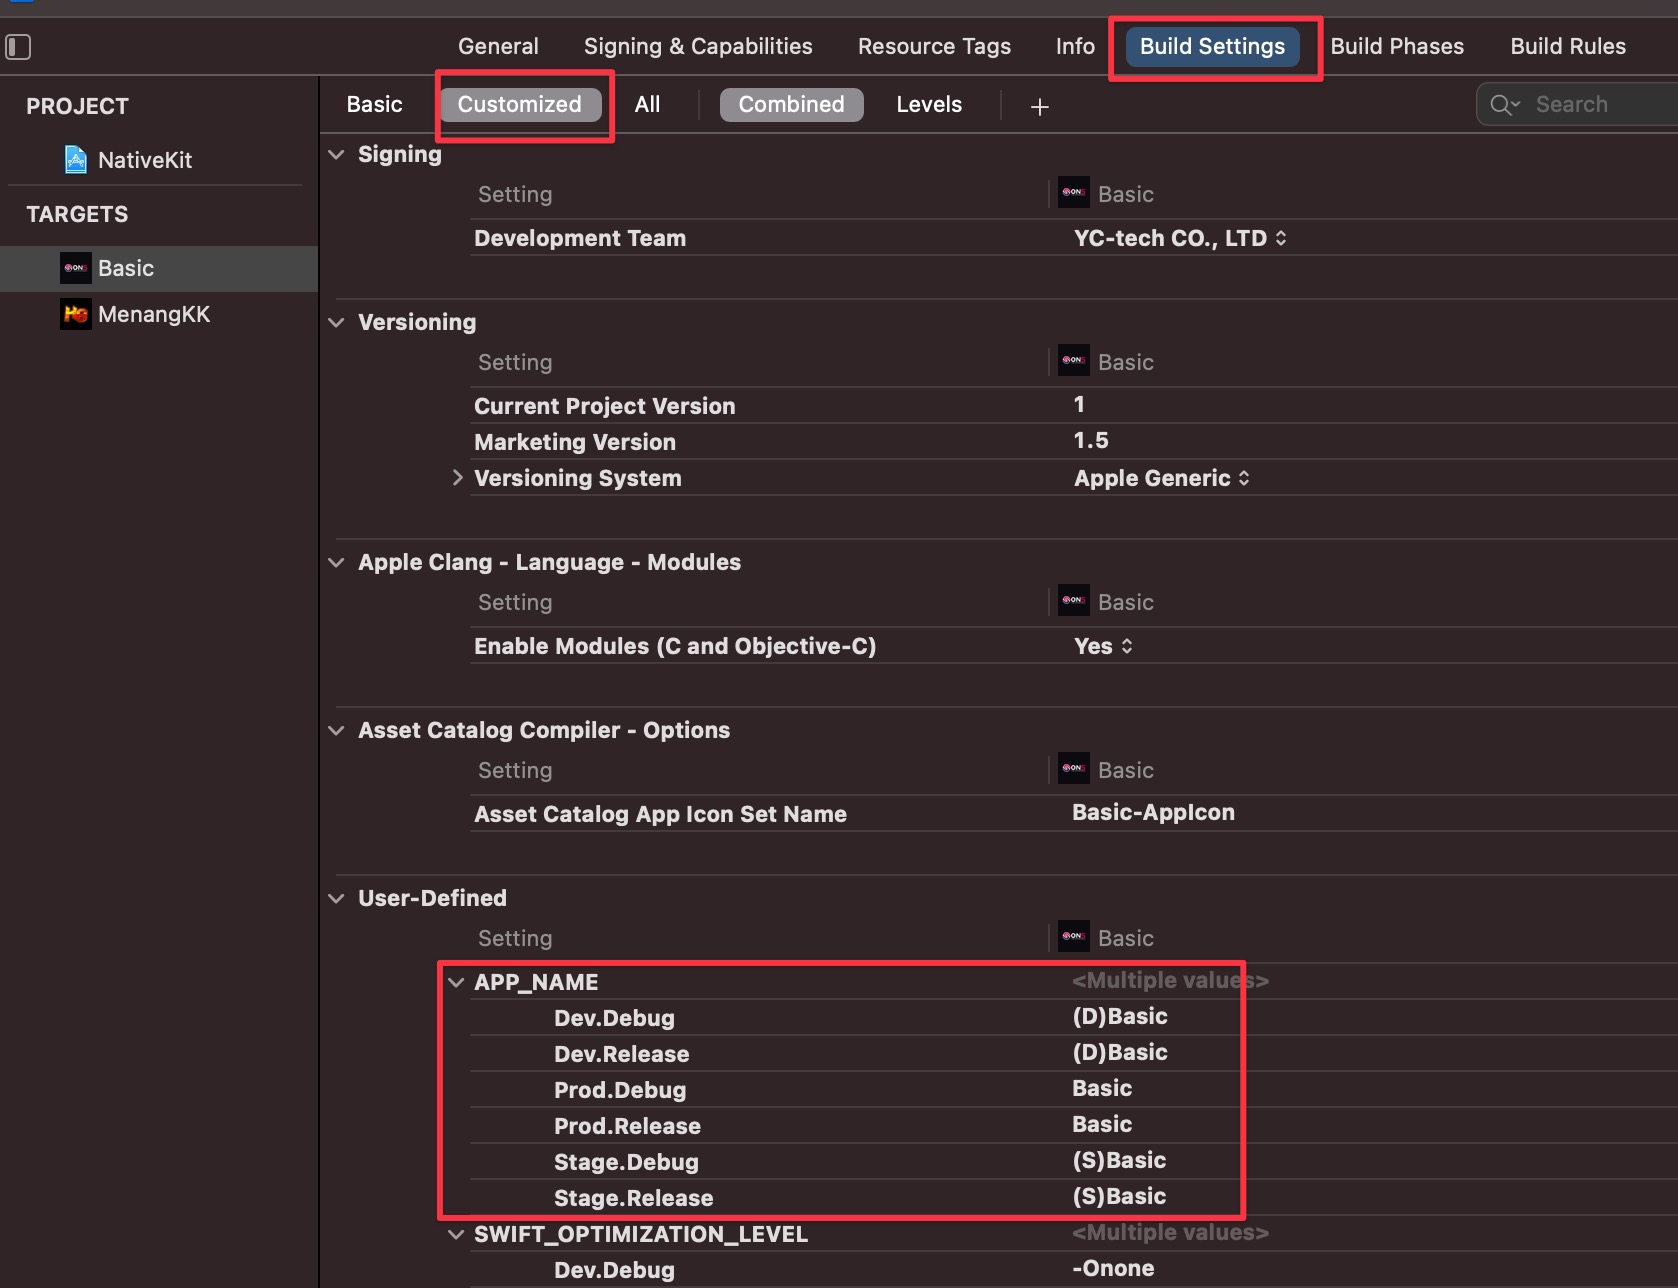 General Signing & Capabilities Resource Tags Info Build Settings Build Phases Build Rules
PROJECT
NativeKit
TARGETS
Basic
MenangKK
Basic Customized All Combined Levels + Search
Signing
Setting Basic
Development Team YC-tech CO., LTD
Versioning
Setting Basic
Current Project Version 1
Marketing Version 1.5
Versioning System Apple Generic
Apple Clang - Language - Modules
Setting Basic
Enable Modules (C and Objective-C) Yes
Asset Catalog Compiler - Options
Setting Basic
Asset Catalog App Icon Set Name Basic-AppIcon
User-Defined
Setting Basic
APP_NAME <Multiple values>
Dev.Debug (D)Basic
Dev.Release (D)Basic
Prod.Debug Basic
Prod.Release Basic
Stage.Debug (S)Basic
Stage.Release (S)Basic
SWIFT_OPTIMIZATION_LEVEL <Multiple values>
Dev.Debug -Onone